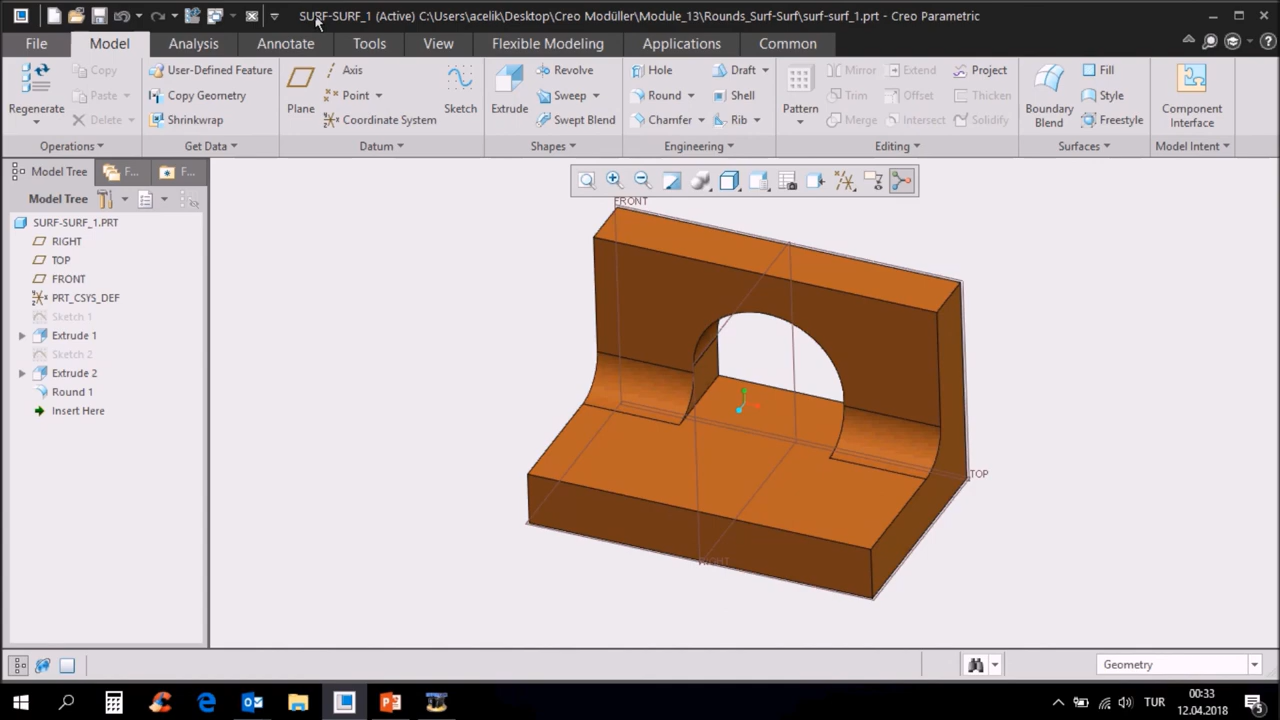 SURF-SURF_1 (Active) C:\Users\acelik\Desktop\Creo Modüller\Module_13\Rounds_Surf-Surf\surf-surf_1.prt - Creo Parametric
File Model Analysis Annotate Tools View Flexible Modeling Applications Common
Regenerate
Copy
Paste
Delete
Operations
User-Defined Feature
Copy Geometry
Shrinkwrap
Get Data
Plane
Axis
Point
Coordinate System
Sketch
Datum
Extrude
Revolve
Sweep
Swept Blend
Shapes
Hole
Round
Chamfer
Draft
Shell
Rib
Engineering
Pattern
Mirror
Trim
Merge
Extend
Offset
Intersect
Project
Thicken
Solidify
Editing
Boundary
Blend
Fill
Style
Freestyle
Surfaces
Component
Interface
Model Intent
Model Tree F... F...
Model Tree
SURF-SURF_1.PRT
RIGHT
TOP
FRONT
PRT_CSYS_DEF
Sketch 1
Extrude 1
Sketch 2
Extrude 2
Round 1
Insert Here
FRONT
TOP
RIGHT
Geometry
TUR
00:33
12.04.2018
5